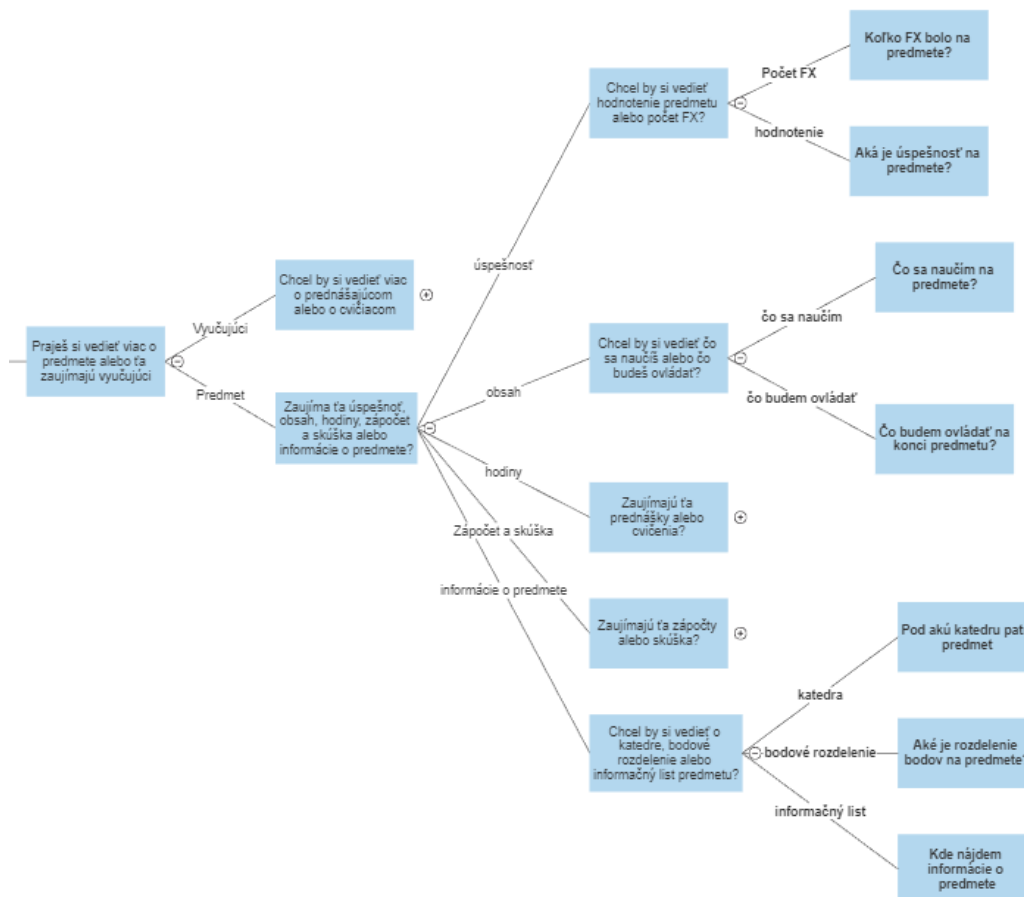 Koľko FX bolo na
predmete?
Počet FX
Chcel by si vedieť
hodnotenie predmetu
alebo počet FX?
hodnotenie
Aká je úspešnosť na
predmete?
úspešnosť
Chcel by si vedieť viac
o prednášajúcom
alebo o cvičiacom
Čo sa naučím na
predmete?
čo sa naučím
Vyučujúci
Praješ si vedieť viac o
predmete alebo ťa
zaujímajú vyučujúci
Chcel by si vedieť čo
sa naučíš alebo čo
budeš ovládať?
Predmet
obsah
čo budem ovládať
Zaujíma ťa úspešnoť,
obsah, hodiny, zápočet
a skúška alebo
informácie o predmete?
Čo budem ovládať na
konci predmetu?
hodiny
Zaujímajú ťa
prednášky alebo
cvičenia?
Zápočet a skúška
informácie o predmete
Zaujímajú ťa zápočty
alebo skúška?
Pod akú katedru pat
predmet
katedra
Chcel by si vedieť o
katedre, bodové
rozdelenie alebo
informačný list predmetu?
bodové rozdelenie
Aké je rozdelenie
bodov na predmete?
informačný list
Kde nájdem
informácie o
predmete